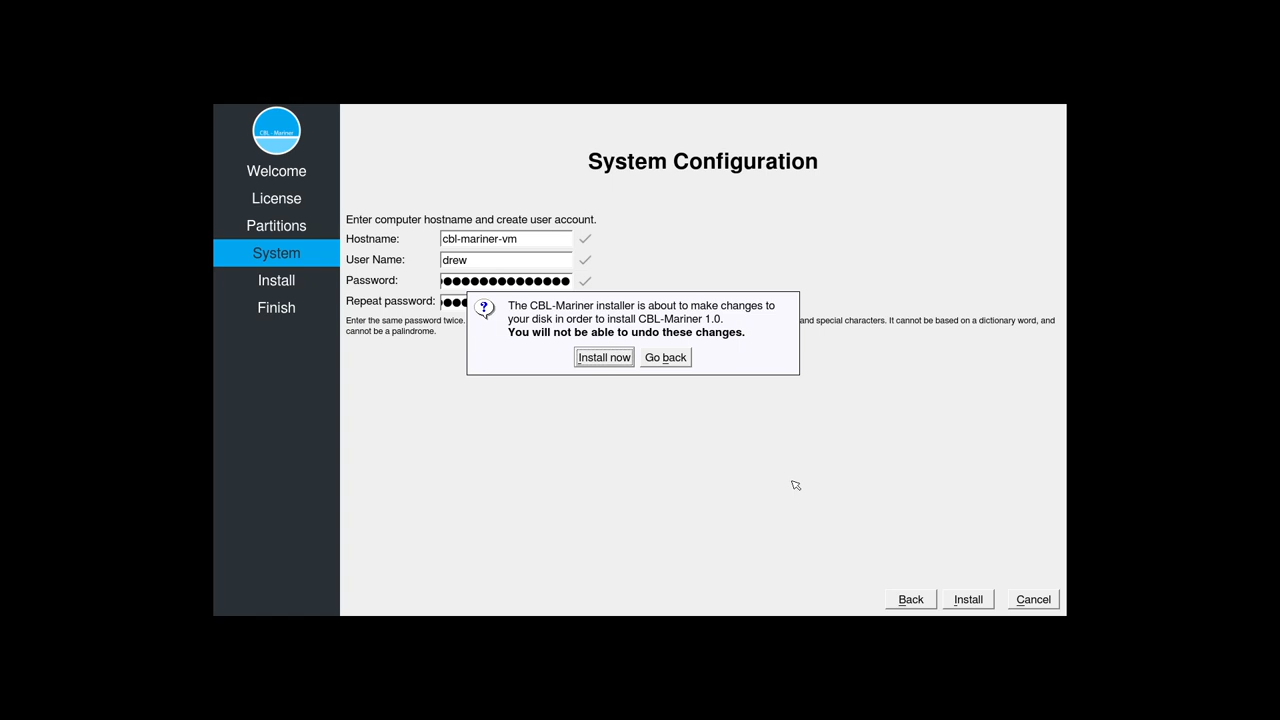 CBL - Mariner
Welcome
License
Partitions
System
Install
Finish
System Configuration
Enter computer hostname and create user account.
Hostname: cbl-mariner-vm
User Name: drew
Password:
Repeat password:
Enter the same password twice. and special characters. It cannot be based on a dictionary word, and
cannot be a palindrome.
?
The CBL-Mariner installer is about to make changes to
your disk in order to install CBL-Mariner 1.0.
You will not be able to undo these changes.
Install now Go back
Back Install Cancel